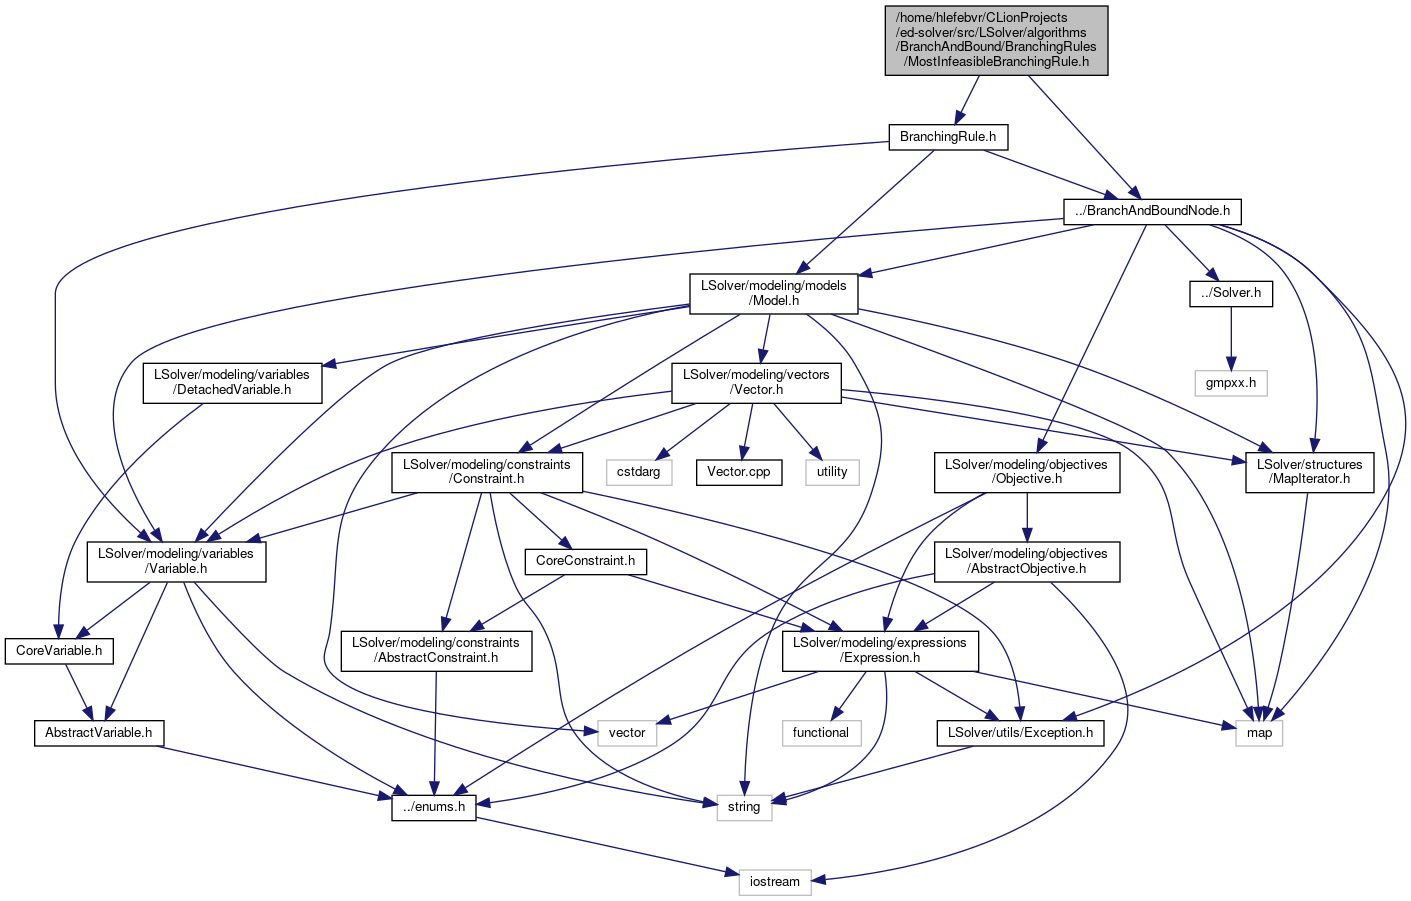 /home/hlefebvr/CLionProjects
/ed-solver/src/LSolver/algorithms
/BranchAndBound/BranchingRules
/MostInfeasibleBranchingRule.h
BranchingRule.h
../BranchAndBoundNode.h
LSolver/modeling/models
/Model.h
../Solver.h
LSolver/modeling/variables
/DetachedVariable.h
LSolver/modeling/vectors
/Vector.h
gmpxx.h
LSolver/modeling/constraints
/Constraint.h
cstdarg
Vector.cpp
utility
LSolver/modeling/objectives
/Objective.h
LSolver/structures
/MapIterator.h
LSolver/modeling/variables
/Variable.h
CoreConstraint.h
LSolver/modeling/objectives
/AbstractObjective.h
CoreVariable.h
LSolver/modeling/constraints
/AbstractConstraint.h
LSolver/modeling/expressions
/Expression.h
AbstractVariable.h
vector
functional
LSolver/utils/Exception.h
map
../enums.h
string
iostream